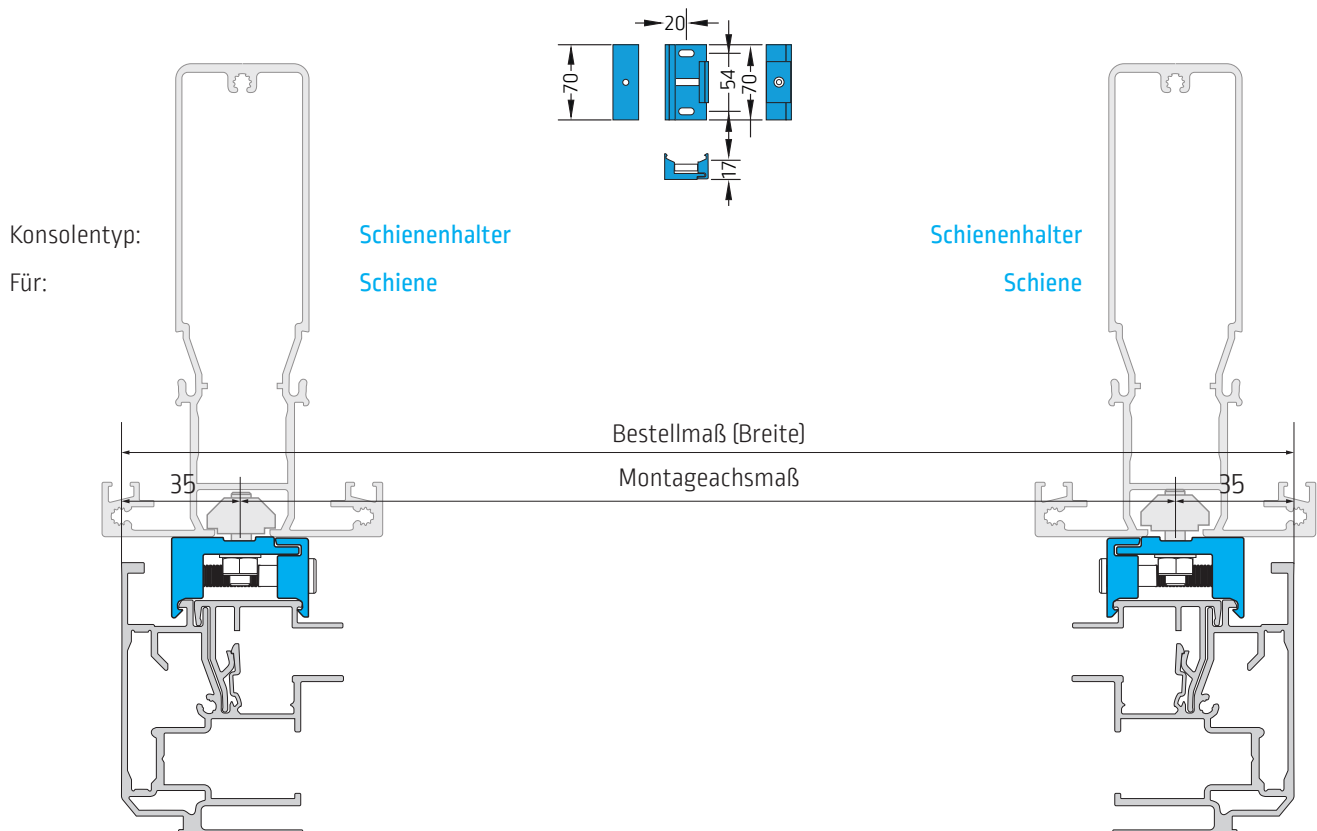 20
70
54
70
17
Konsolentyp: Schienenhalter Schienenhalter
Für: Schiene Schiene
Bestellmaß (Breite)
35 Montageachsmaß 35